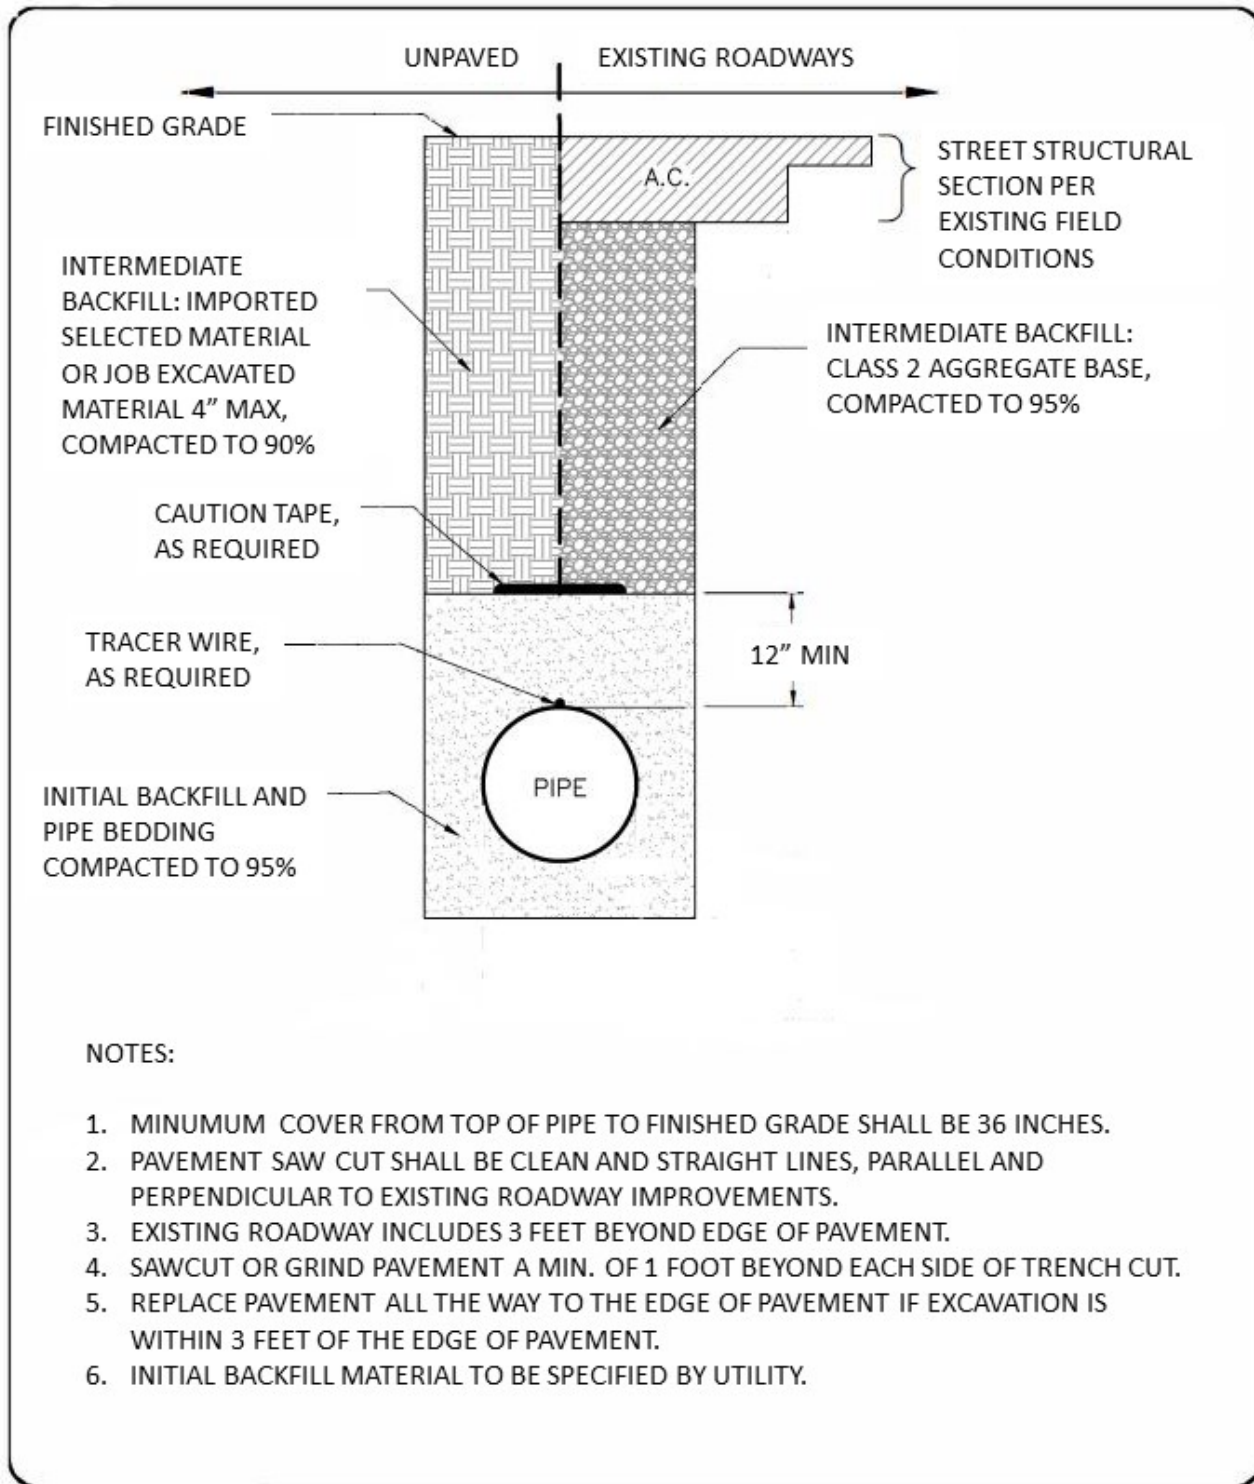 UNPAVED
EXISTING ROADWAYS
FINISHED GRADE
A.C.
STREET STRUCTURAL
SECTION PER
EXISTING FIELD
CONDITIONS
INTERMEDIATE
BACKFILL: IMPORTED
SELECTED MATERIAL
OR JOB EXCAVATED
MATERIAL 4” MAX,
COMPACTED TO 90%
INTERMEDIATE BACKFILL:
CLASS 2 AGGREGATE BASE,
COMPACTED TO 95%
CAUTION TAPE,
AS REQUIRED
TRACER WIRE,
AS REQUIRED
12” MIN
PIPE
INITIAL BACKFILL AND
PIPE BEDDING
COMPACTED TO 95%
NOTES:
1. MINUMUM COVER FROM TOP OF PIPE TO FINISHED GRADE SHALL BE 36 INCHES.
2. PAVEMENT SAW CUT SHALL BE CLEAN AND STRAIGHT LINES, PARALLEL AND
PERPENDICULAR TO EXISTING ROADWAY IMPROVEMENTS.
3. EXISTING ROADWAY INCLUDES 3 FEET BEYOND EDGE OF PAVEMENT.
4. SAWCUT OR GRIND PAVEMENT A MIN. OF 1 FOOT BEYOND EACH SIDE OF TRENCH CUT.
5. REPLACE PAVEMENT ALL THE WAY TO THE EDGE OF PAVEMENT IF EXCAVATION IS
WITHIN 3 FEET OF THE EDGE OF PAVEMENT.
6. INITIAL BACKFILL MATERIAL TO BE SPECIFIED BY UTILITY.